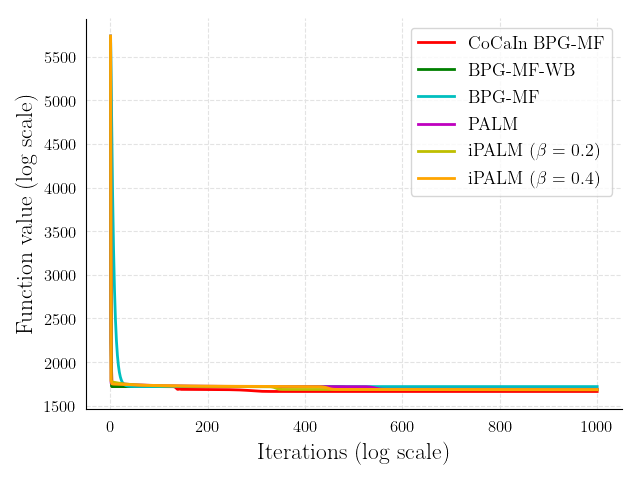 CoCaIn BPG-MF
BPG-MF-WB
BPG-MF
PALM
iPALM (β = 0.2)
iPALM (β = 0.4)
Function value (log scale)
5500
5000
4500
4000
3500
3000
2500
2000
1500
0 200 400 600 800 1000
Iterations (log scale)